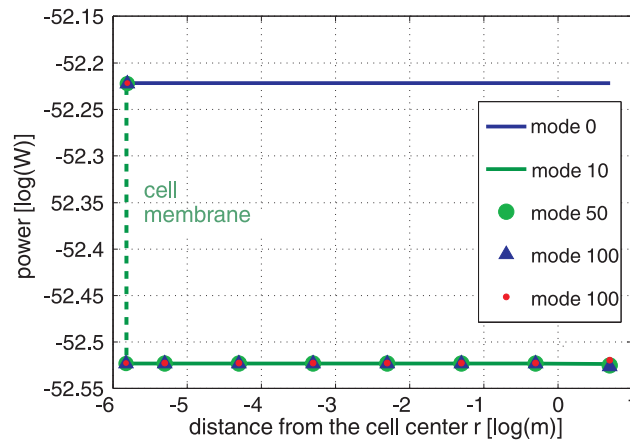 -52.15
-52.2
-52.25
-52.3
-52.35
-52.4
-52.45
-52.5
-52.55
power [log(W)]
cell
membrane
mode 0
mode 10
mode 50
mode 100
mode 100
-6 -5 -4 -3 -2 -1 0 1
distance from the cell center r [log(m)]